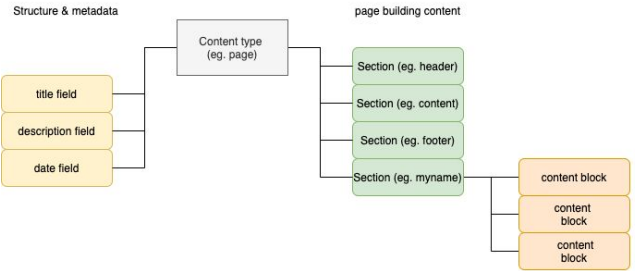 Structure & metadata
page building content
Content type
(eg. page)
title field
description field
date field
Section (eg. header)
Section (eg. content)
Section (eg. footer)
Section (eg. myname)
content block
content
block
content
block